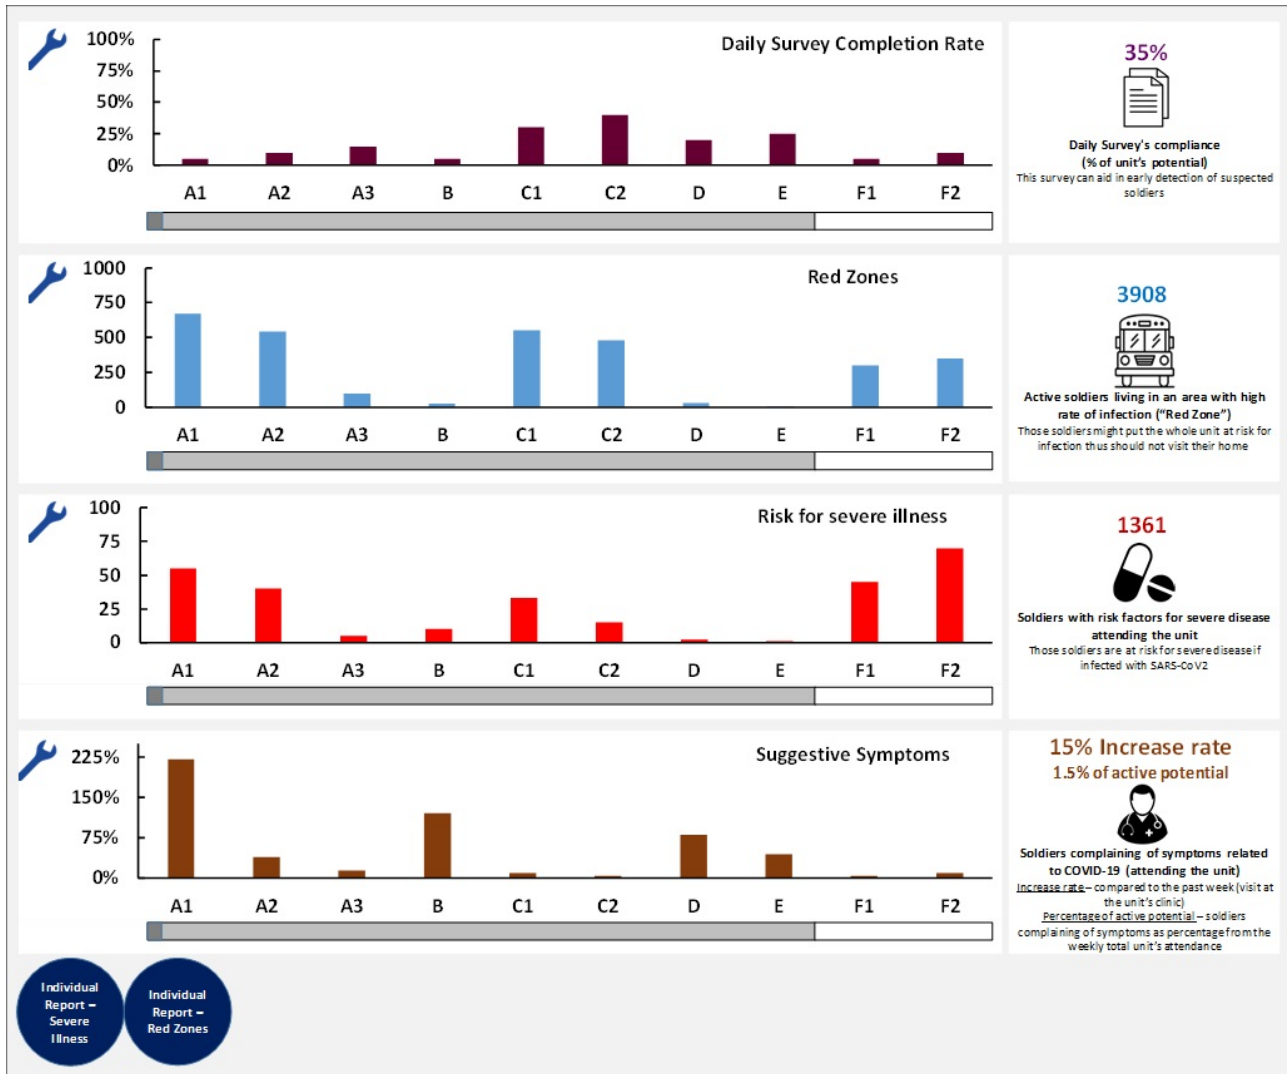 Daily Survey Completion Rate
100%
75%
50%
25%
0%
A1 A2 A3 B C1 C2 D E F1 F2
35%
Daily Survey's compliance
(% of unit's potential)
This survey can aid in early detection of suspected
soldiers
Red Zones
1000
750
500
250
0
A1 A2 A3 B C1 C2 D E F1 F2
3908
Active soldiers living in an area with high
rate of infection (“Red Zone”)
Those soldiers might put the whole unit at risk for
infection thus should not visit their home
Risk for severe illness
100
75
50
25
0
A1 A2 A3 B C1 C2 D E F1 F2
1361
Soldiers with risk factors for severe disease
attending the unit
Those soldiers are at risk for severe disease if
infected with SARS-CoV2
Suggestive Symptoms
225%
150%
75%
0%
A1 A2 A3 B C1 C2 D E F1 F2
15% Increase rate
1.5% of active potential
Soldiers complaining of symptoms related
to COVID-19 (attending the unit)
Increase rate – compared to the past week (visit at
the unit's clinic)
Percentage of active potential – soldiers
complaining of symptoms as percentage from the
weekly total unit's attendance
Individual
Report –
Severe
Illness
Individual
Report –
Red Zones